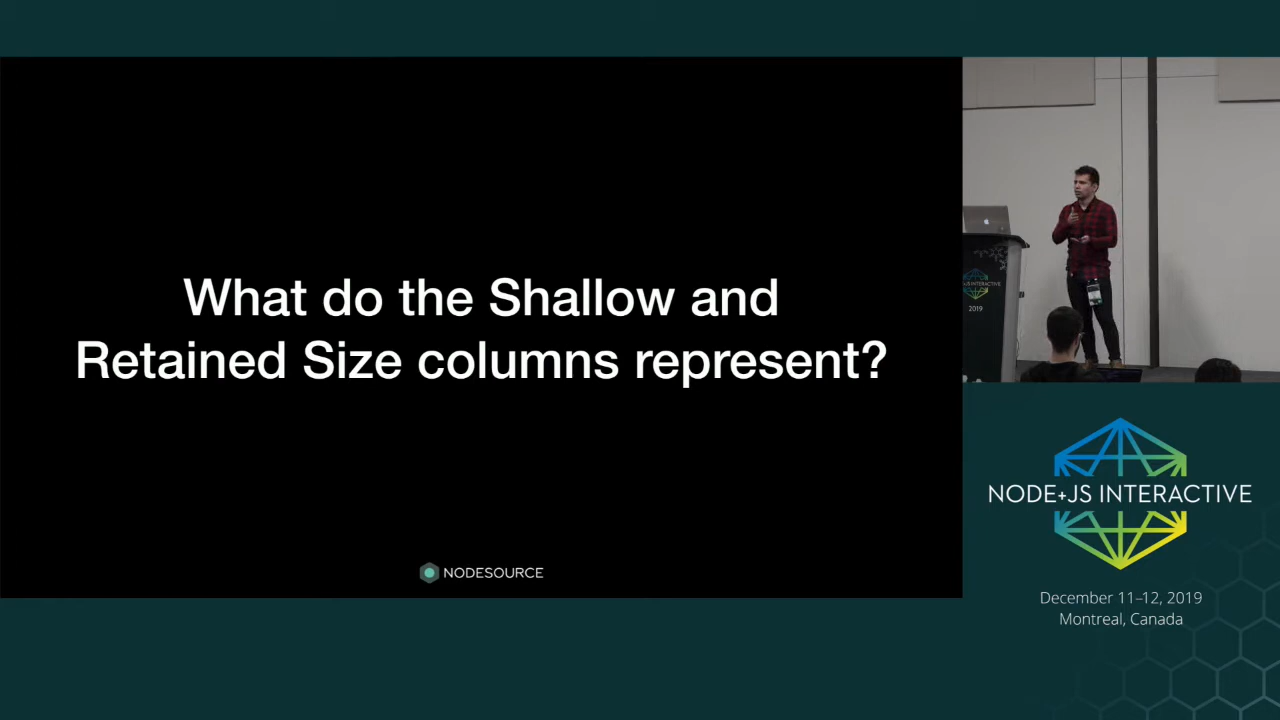 What do the Shallow and
Retained Size columns represent?
NODESOURCE
2019
NODE+JS INTERACTIVE
December 11–12, 2019
Montreal, Canada